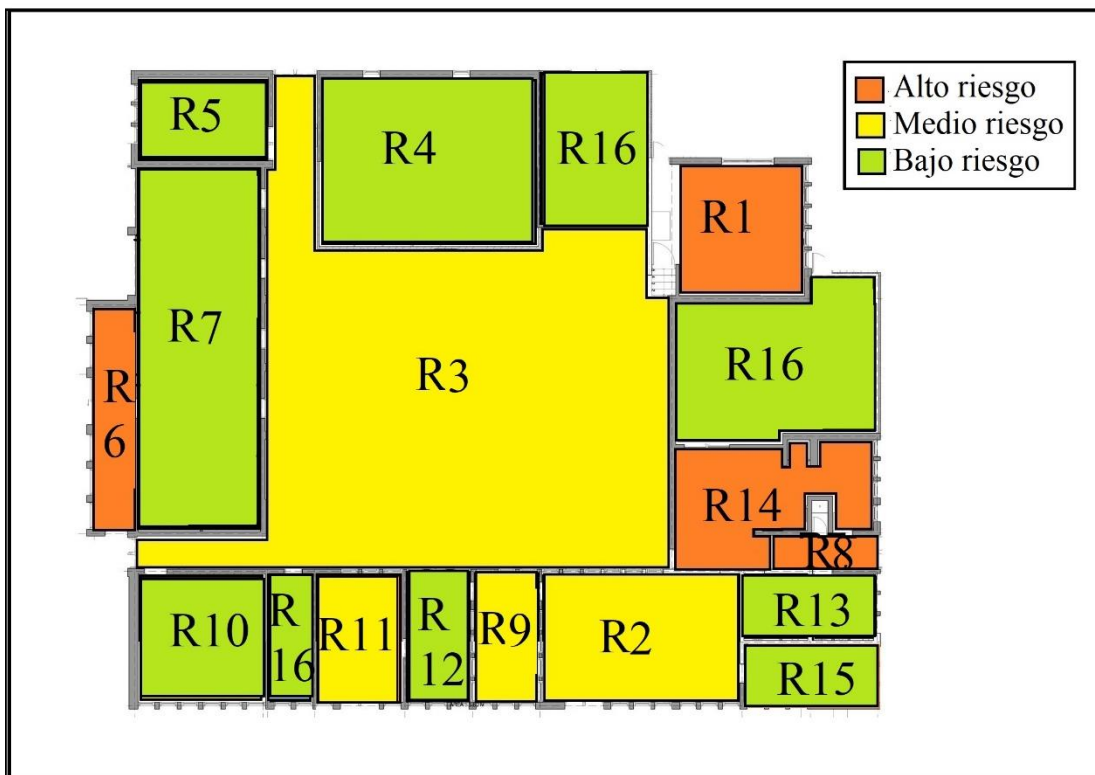 Alto riesgo
Medio riesgo
Bajo riesgo
R5
R4
R16
R1
R7
R3
R16
R
6
R14
R8
R10
R
16
R11
R
12
R9
R2
R13
R15